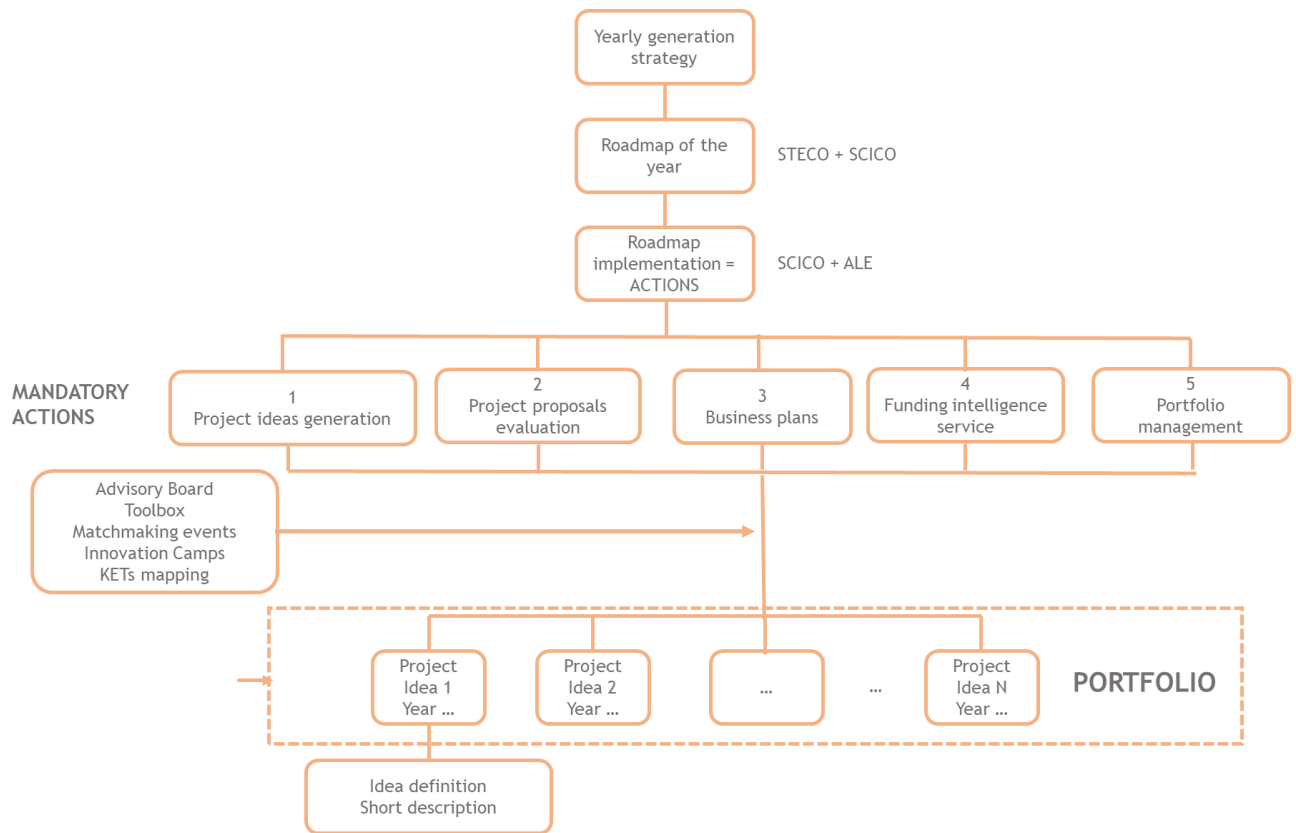 Yearly generation
strategy
Roadmap of the
year
STECO + SCICO
Roadmap
implementation =
ACTIONS
SCICO + ALE
MANDATORY
ACTIONS
1
Project ideas generation
2
Project proposals
evaluation
3
Business plans
4
Funding intelligence
service
5
Portfolio
management
Advisory Board
Toolbox
Matchmaking events
Innovation Camps
KETs mapping
Project
Idea 1
Year ...
Project
Idea 2
Year ...
...
...
Project
Idea N
Year ...
PORTFOLIO
Idea definition
Short description